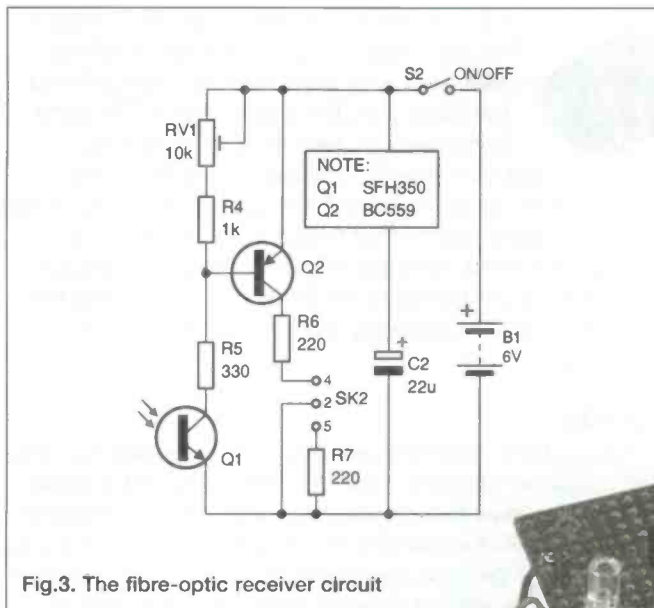 S2 ON/OFF
RV1
10k
NOTE:
Q1 SFH350
Q2 BC559
R4
1k
Q2
R6
220
R5
330
+
C2
22u
+
B1
6V
4
2 SK2
5
Q1
R7
220
Fig.3. The fibre-optic receiver circuit